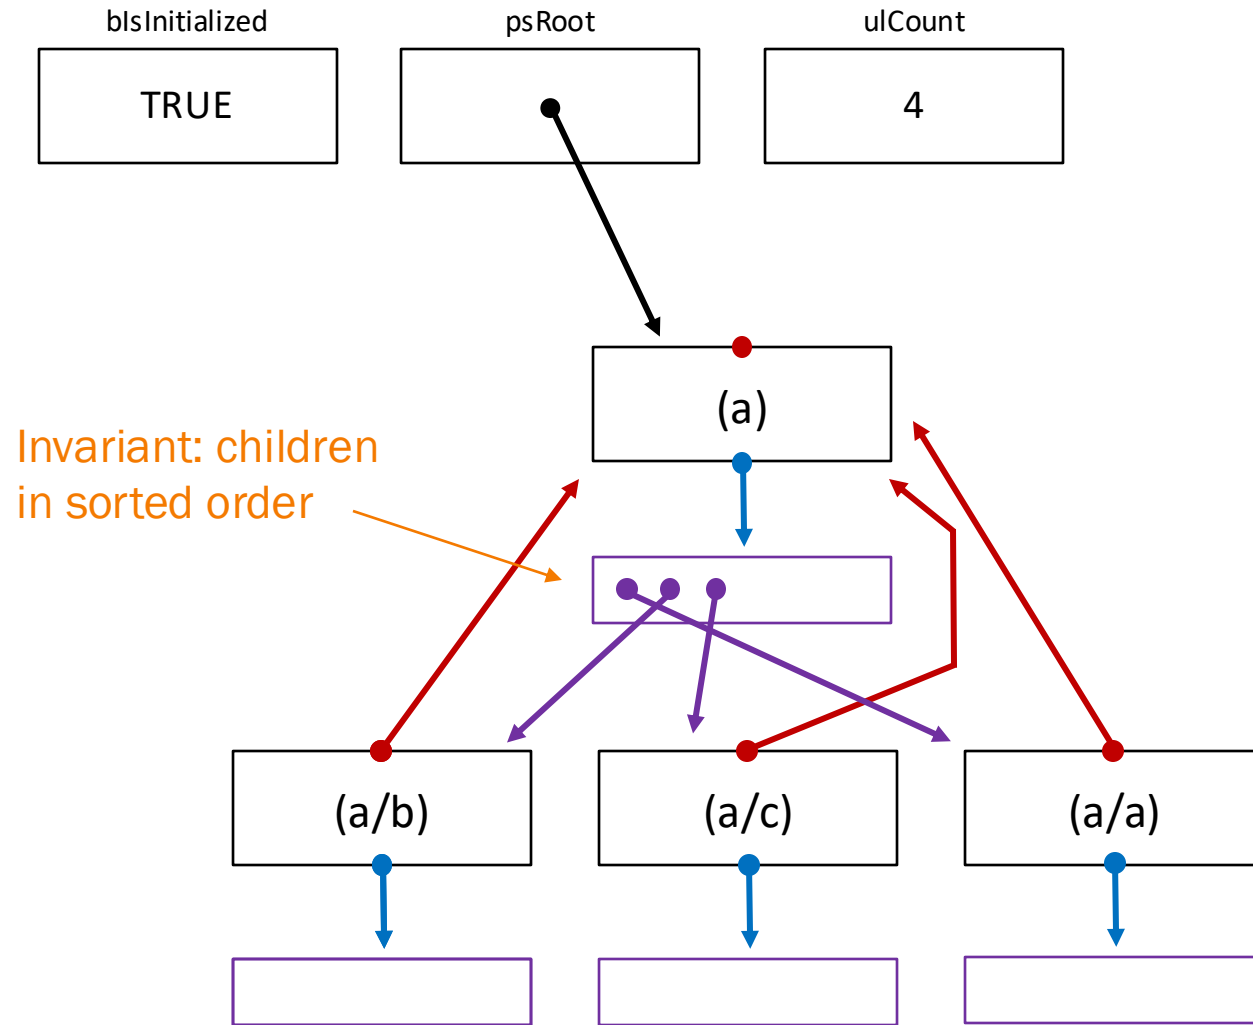 bIsInitialized
psRoot
ulCount
TRUE
4
(a)
Invariant: children
in sorted order
(a/b)
(a/c)
(a/a)